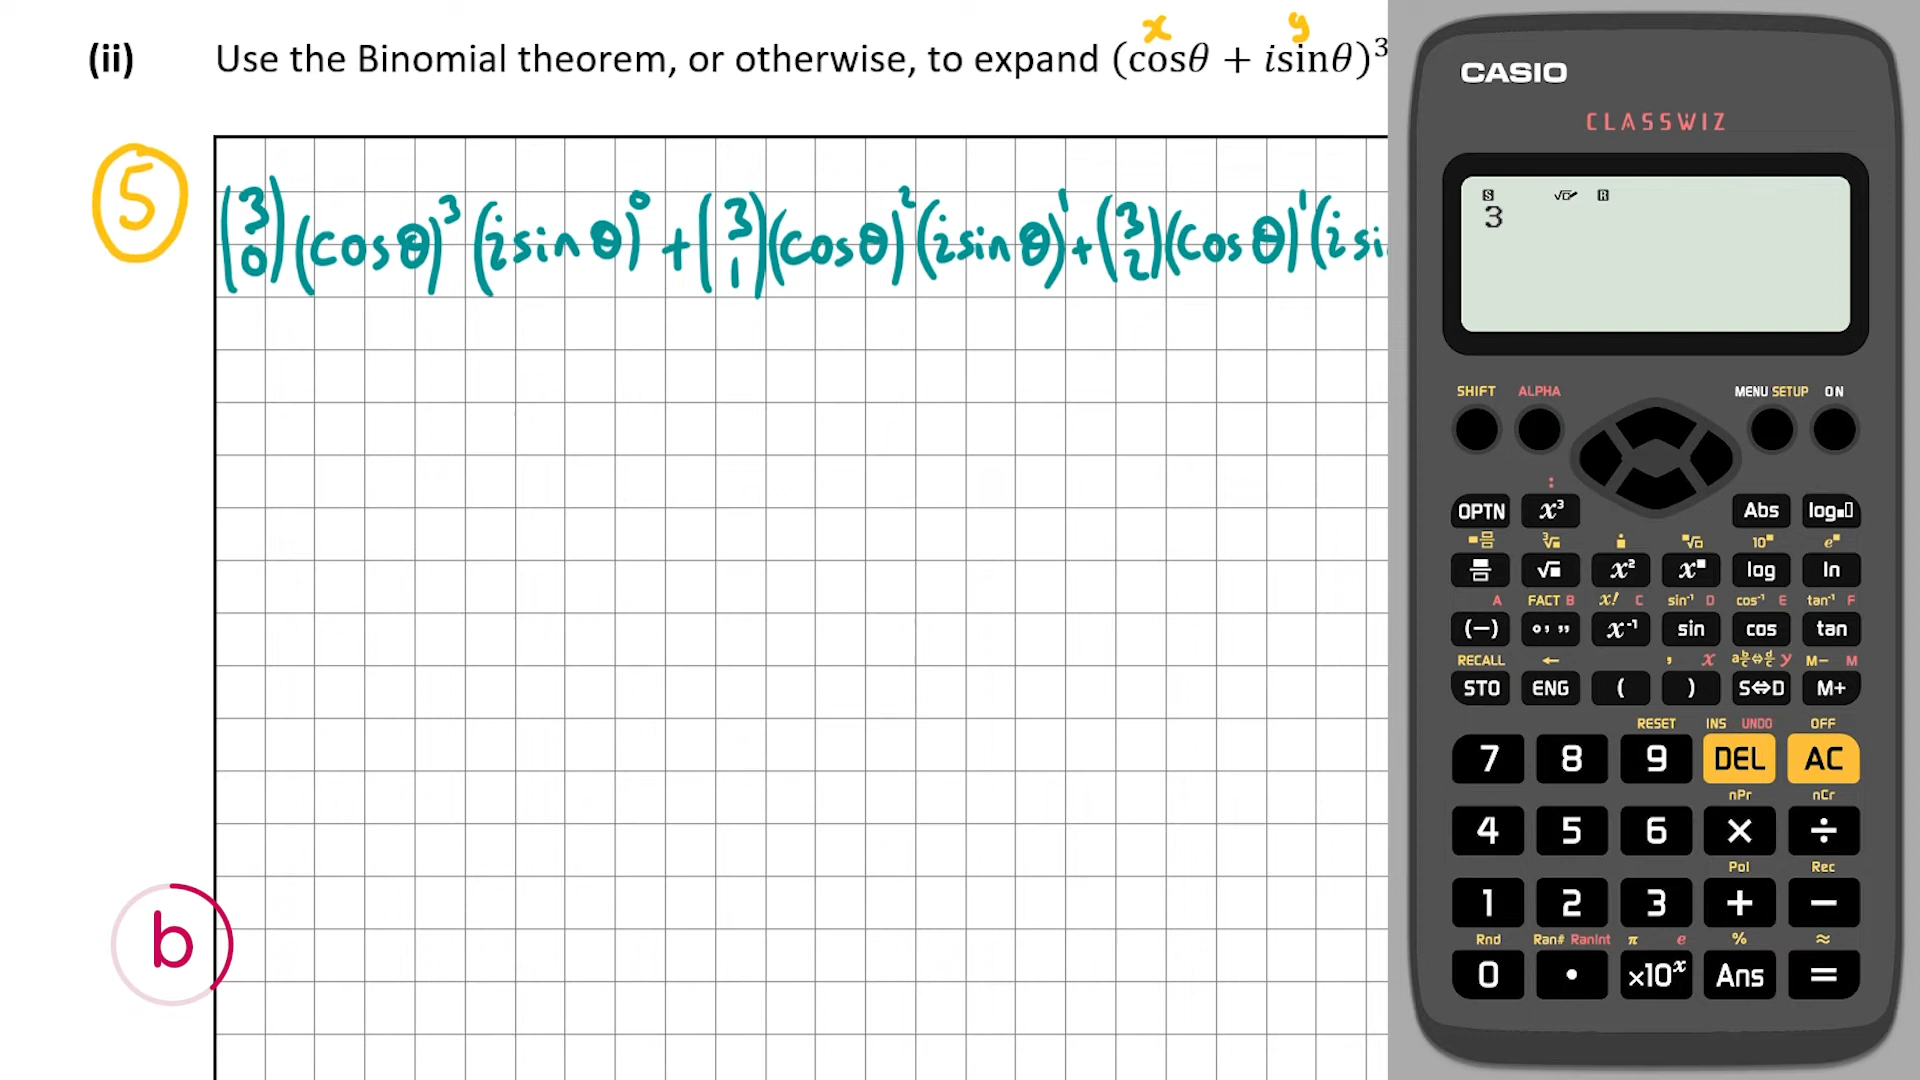 (ii) Use the Binomial theorem, or otherwise, to expand (cosθ + isinθ)³
x y
5
(3 0)(cosθ)³(isinθ)⁰+(3 1)(cosθ)²(isinθ)¹+(3 2)(cosθ)¹(isi
b
CASIO
CLASSWIZ
S √▫ R
3
SHIFT ALPHA MENU SETUP ON
:
OPTN x³ Abs log▪▯
▪▤ ³√▪ ▪ ▪√▫ 10▪ e▪
▤ √▪ x² x▪ log ln
A FACT B x! C sin⁻¹ D cos⁻¹ E tan⁻¹ F
(−) ° ’ ” x⁻¹ sin cos tan
RECALL ← , x a b/c⇔d/c y M− M
STO ENG ( ) S⇔D M+
RESET INS UNDO OFF
7 8 9 DEL AC
nPr nCr
4 5 6 × ÷
Pol Rec
1 2 3 + −
Rnd Ran# RanInt π e % ≈
0 • ×10ˣ Ans =